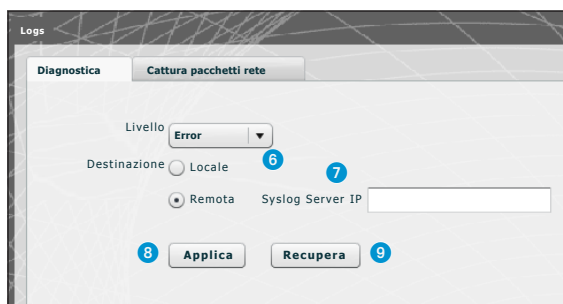 Logs
Diagnostica Cattura pacchetti rete
Livello Error
6
Destinazione Locale
7
Remota Syslog Server IP
8 Applica Recupera 9